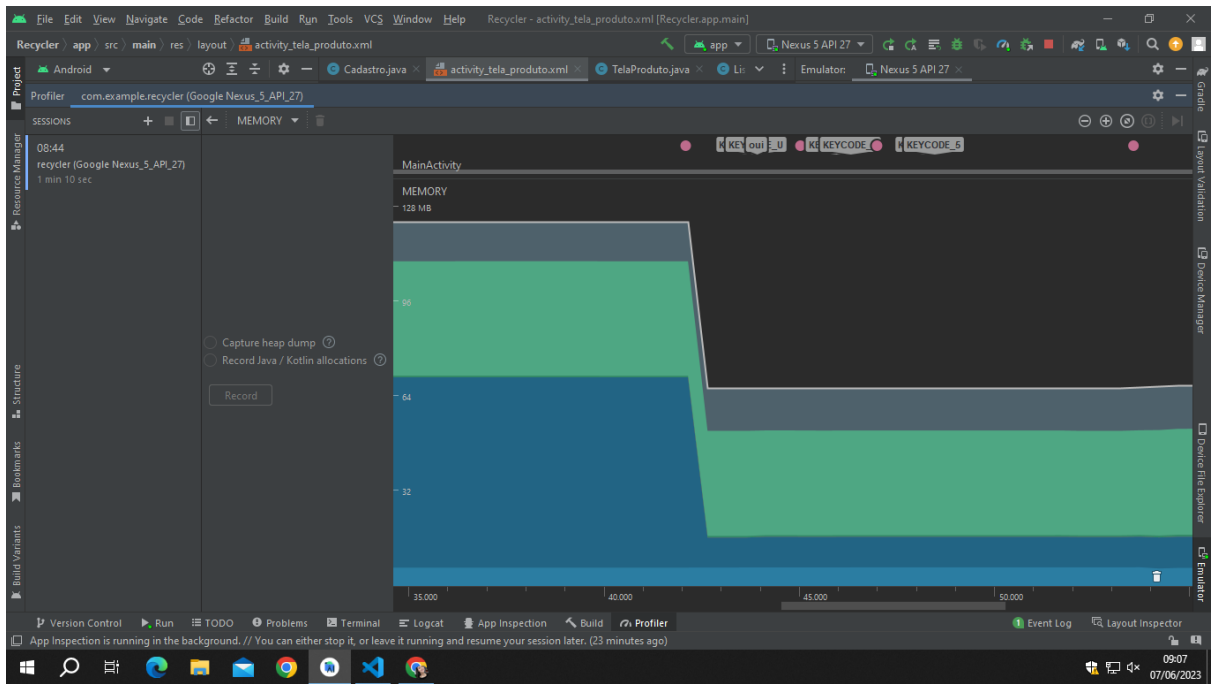 File Edit View Navigate Code Refactor Build Run Tools VCS Window Help Recycler - activity_tela_produto.xml [Recycler.app.main]
Recycler app src main res layout activity_tela_produto.xml app Nexus 5 API 27
Android Cadastro.java activity_tela_produto.xml TelaProduto.java Emulator: Nexus 5 API 27
Profiler com.example.recycler (Google Nexus_5_API_27)
SESSIONS MEMORY
08:44
recycler (Google Nexus_5_API_27)
1 min 10 sec
KEYCODE_5
MainActivity
MEMORY
128 MB
96
64
32
Capture heap dump
Record Java / Kotlin allocations
Record
35.000 40.000 45.000 50.000
Project
Resource Manager
Structure
Bookmarks
Build Variants
Gradle
Layout Validation
Device Manager
Device File Explorer
Emulator
Version Control Run TODO Problems Terminal Logcat App Inspection Build Profiler 1 Event Log Layout Inspector
App Inspection is running in the background. // You can either stop it, or leave it running and resume your session later. (23 minutes ago)
09:07
07/06/2023